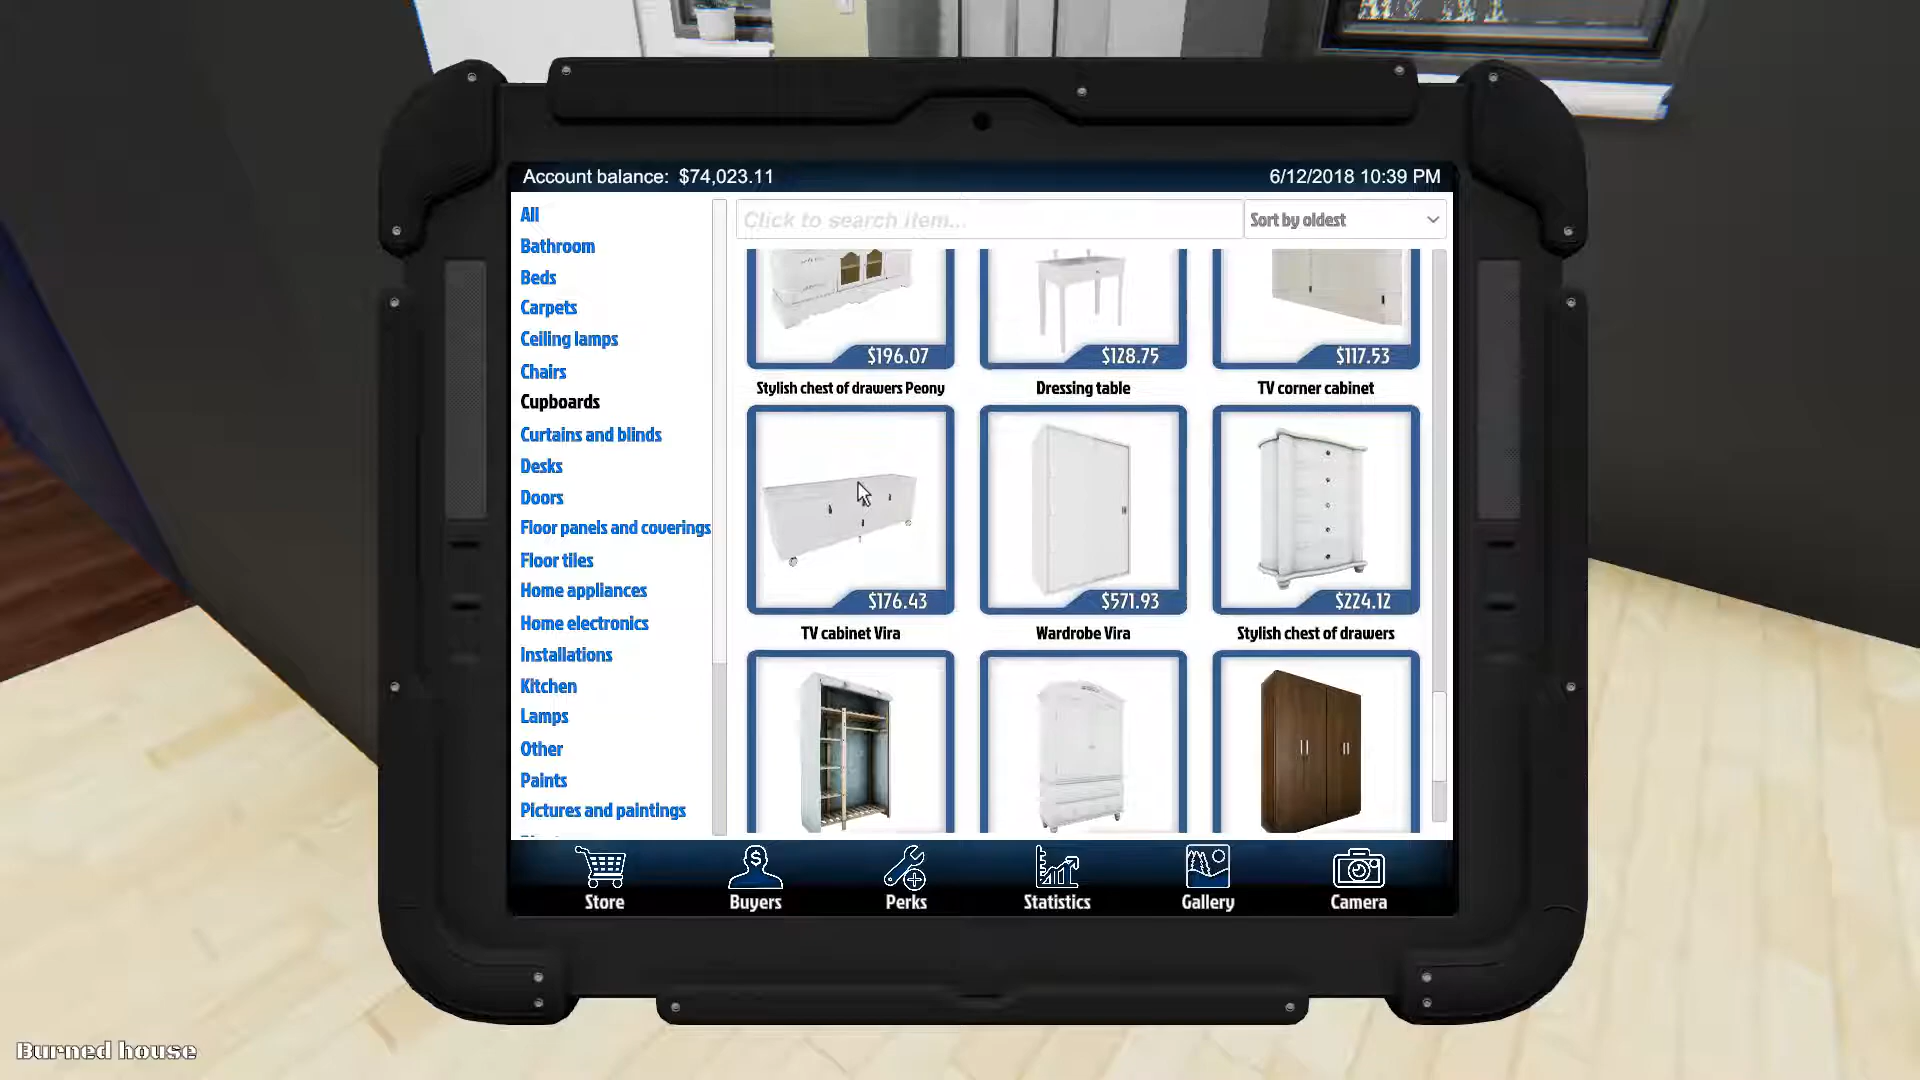 Account balance: $74,023.11
6/12/2018 10:39 PM
Click to search item...
Sort by oldest
All
Bathroom
Beds
Carpets
Ceiling lamps
Chairs
Cupboards
Curtains and blinds
Desks
Doors
Floor panels and coverings
Floor tiles
Home appliances
Home electronics
Installations
Kitchen
Lamps
Other
Paints
Pictures and paintings
$196.07
$128.75
$117.53
Stylish chest of drawers Peony
Dressing table
TV corner cabinet
$176.43
$571.93
$224.12
TV cabinet Vira
Wardrobe Vira
Stylish chest of drawers
Store
Buyers
Perks
Statistics
Gallery
Camera
Burned house